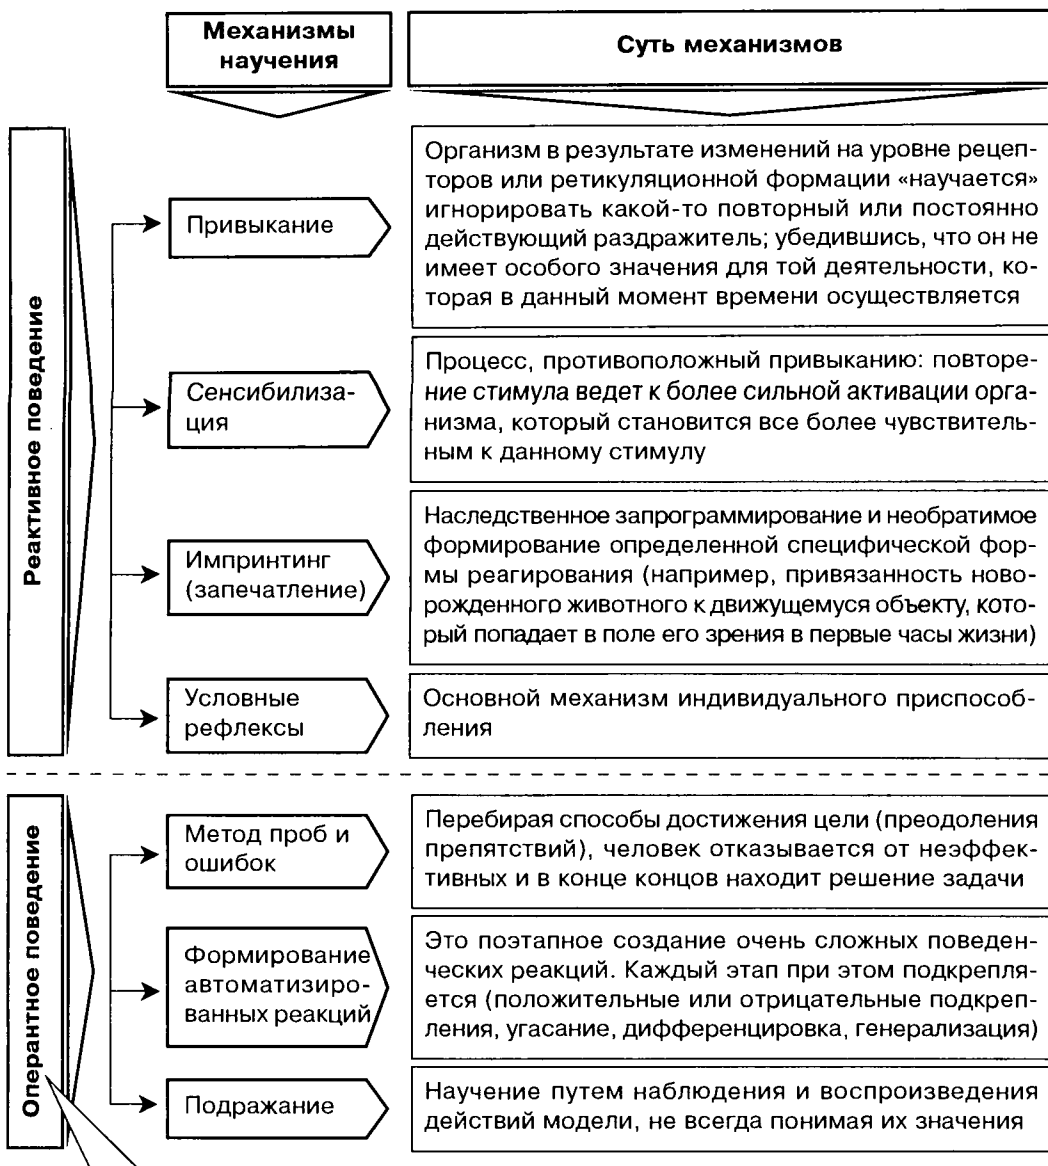 Механизмы
научения
Суть механизмов
Реактивное поведение
Привыкание
Организм в результате изменений на уровне рецеп-
торов или ретикуляционной формации «научается»
игнорировать какой-то повторный или постоянно
действующий раздражитель; убедившись, что он не
имеет особого значения для той деятельности, ко-
торая в данный момент времени осуществляется
Сенсибилиза-
ция
Процесс, противоположный привыканию: повторе-
ние стимула ведет к более сильной активации орга-
низма, который становится все более чувствитель-
ным к данному стимулу
Импринтинг
(запечатление)
Наследственное запрограммирование и необратимое
формирование определенной специфической фор-
мы реагирования (например, привязанность ново-
рожденного животного к движущемуся объекту, кото-
рый попадает в поле его зрения в первые часы жизни)
Условные
рефлексы
Основной механизм индивидуального приспособ-
ления
Оперантное поведение
Метод проб и
ошибок
Перебирая способы достижения цели (преодоления
препятствий), человек отказывается от неэффек-
тивных и в конце концов находит решение задачи
Формирование
автоматизиро-
ванных реакций
Это поэтапное создание очень сложных поведен-
ческих реакций. Каждый этап при этом подкрепля-
ется (положительные или отрицательные подкреп-
ления, угасание, дифференцировка, генерализация)
Подражание
Научение путем наблюдения и воспроизведения
действий модели, не всегда понимая их значения